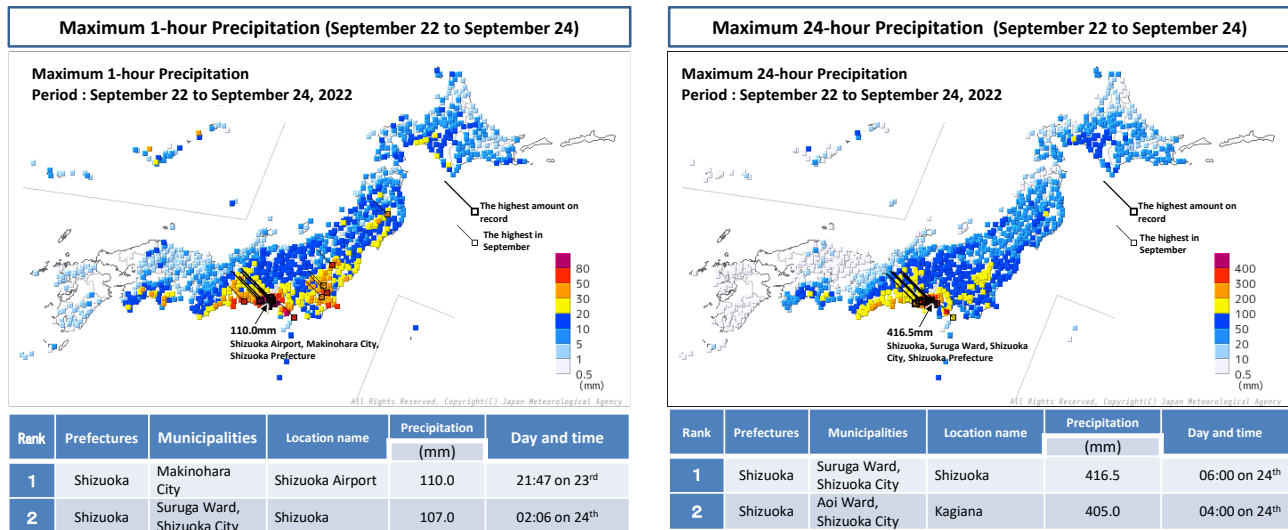 Maximum 1-hour Precipitation (September 22 to September 24)
Maximum 1-hour Precipitation
Period : September 22 to September 24, 2022
The highest amount on
record
The highest in
September
80
50
30
20
10
5
1
0.5
(mm)
110.0mm
Shizuoka Airport, Makinohara City,
Shizuoka Prefecture
All Rights Reserved, Copyright(C) Japan Meteorological Agency
Rank Prefectures Municipalities Location name Precipitation (mm) Day and time
1 Shizuoka Makinohara City Shizuoka Airport 110.0 21:47 on 23rd
2 Shizuoka Suruga Ward, Shizuoka City Shizuoka 107.0 02:06 on 24th
Maximum 24-hour Precipitation (September 22 to September 24)
Maximum 24-hour Precipitation
Period : September 22 to September 24, 2022
The highest amount on
record
The highest in
September
400
300
200
100
50
20
10
0.5
(mm)
416.5mm
Shizuoka, Suruga Ward, Shizuoka
City, Shizuoka Prefecture
All Rights Reserved, Copyright(C) Japan Meteorological Agency
Rank Prefectures Municipalities Location name Precipitation (mm) Day and time
1 Shizuoka Suruga Ward, Shizuoka City Shizuoka 416.5 06:00 on 24th
2 Shizuoka Aoi Ward, Shizuoka City Kagiana 405.0 04:00 on 24th